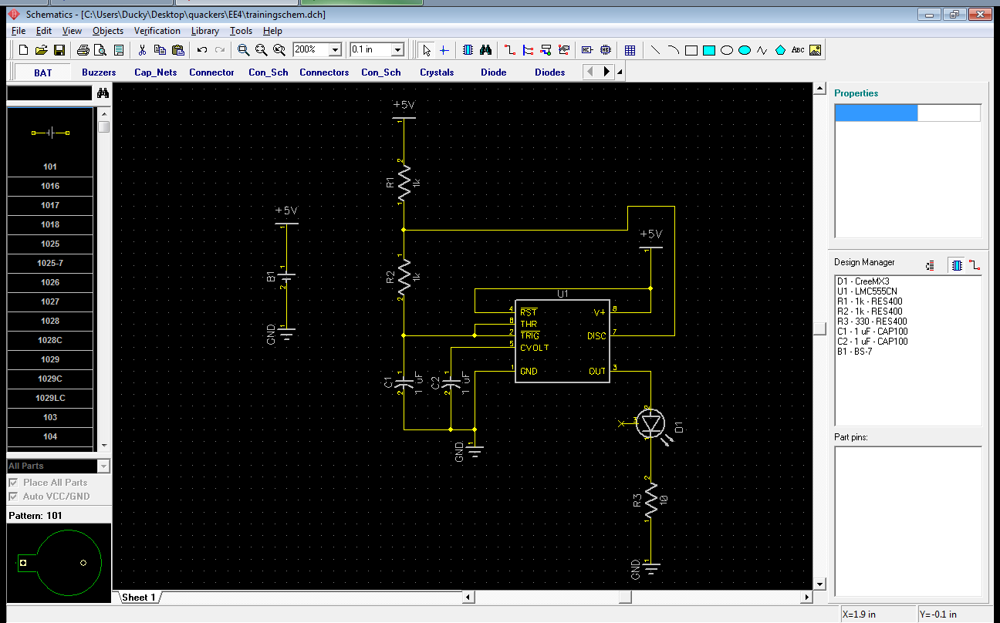 Schematics - [C:\Users\Ducky\Desktop\quackers\EE4\trainingschem.dch]
File Edit View Objects Verification Library Tools Help
200% 0.1 in ABC
BAT Buzzers Cap_Nets Connector Con_Sch Connectors Con_Sch Crystals Diode Diodes
101
1016
1017
1018
1025
1025-7
1026
1027
1028
1028C
1029
1029C
1029LC
103
104
All Parts
Place All Parts
Auto VCC/GND
Pattern: 101
+5V
1
2
R1
1k
1
+5V
1
B1
1
2
GND
1
1
R2
1k
2
+5V
1
U1
4 RST V+ 8
6 THR
2 TRIG DISC 7
5 CVOLT
1 GND OUT 3
C1
1
2
1 uF
C2
1
2
1 uF
GND
1
2
3
D1
1
2
R3
10
1
GND
1
Sheet 1
Properties
Design Manager
D1 - CreeMX3
U1 - LMC555CN
R1 - 1k - RES400
R2 - 1k - RES400
R3 - 330 - RES400
C1 - 1 uF - CAP100
C2 - 1 uF - CAP100
B1 - BS-7
Part pins:
X=1.9 in Y=-0.1 in